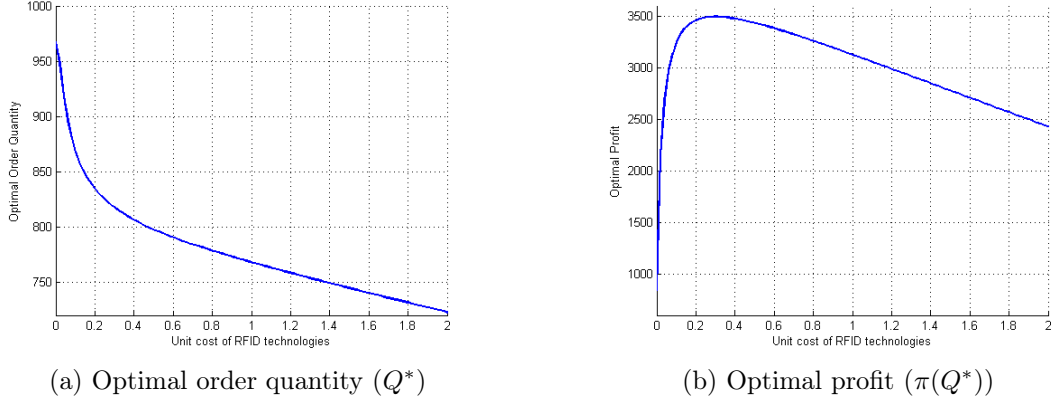 1000
950
900
850
800
750
Optimal Order Quantity
0 0.2 0.4 0.6 0.8 1 1.2 1.4 1.6 1.8 2
Unit cost of RFID technologies
(a) Optimal order quantity (Q*)
3500
3000
2500
2000
1500
1000
Optimal Profit
0 0.2 0.4 0.6 0.8 1 1.2 1.4 1.6 1.8 2
Unit cost of RFID technologies
(b) Optimal profit (π(Q*))